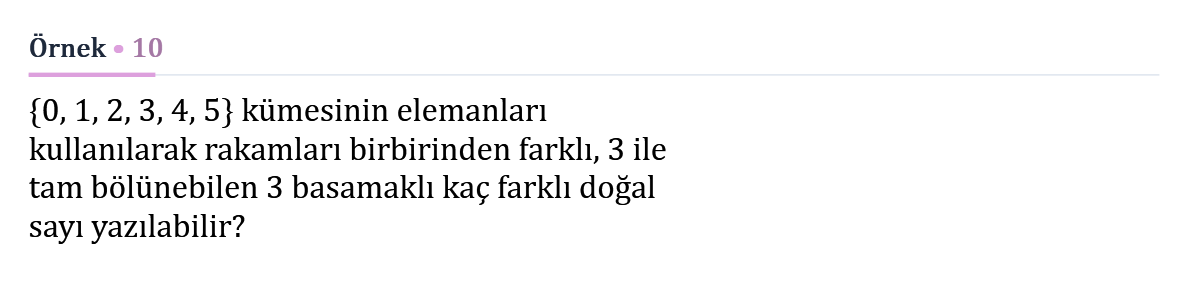 Örnek • 10
{0, 1, 2, 3, 4, 5} kümesinin elemanları
kullanılarak rakamları birbirinden farklı, 3 ile
tam bölünebilen 3 basamaklı kaç farklı doğal
sayı yazılabilir?